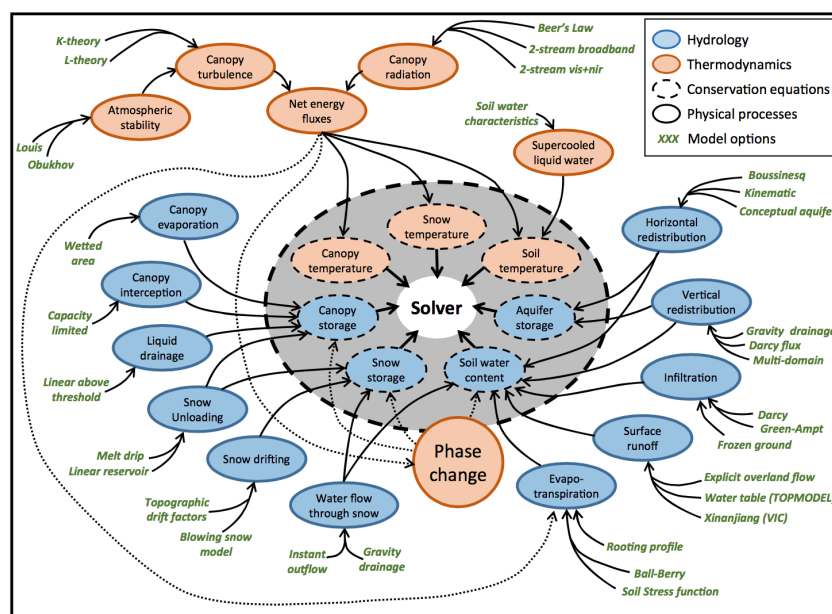 K-theory
L-theory
Canopy
turbulence
Canopy
radiation
Beer's Law
2-stream broadband
2-stream vis+nir
Hydrology
Thermodynamics
Conservation equations
Physical processes
XXX Model options
Atmospheric
stability
Net energy
fluxes
Louis
Obukhov
Soil water
characteristics
Supercooled
liquid water
Boussinesq
Kinematic
Conceptual aquifer
Canopy
evaporation
Wetted
area
Snow
temperature
Canopy
temperature
Soil
temperature
Horizontal
redistribution
Canopy
interception
Capacity
limited
Canopy
storage
Solver
Aquifer
storage
Vertical
redistribution
Gravity drainage
Darcy flux
Multi-domain
Liquid
drainage
Linear above
threshold
Snow
storage
Soil water
content
Infiltration
Darcy
Green-Ampt
Frozen ground
Snow
Unloading
Melt drip
Linear reservoir
Snow drifting
Topographic
drift factors
Blowing snow
model
Phase
change
Surface
runoff
Explicit overland flow
Water table (TOPMODEL)
Xinanjiang (VIC)
Water flow
through snow
Instant
outflow
Gravity
drainage
Evapo-
transpiration
Rooting profile
Ball-Berry
Soil Stress function